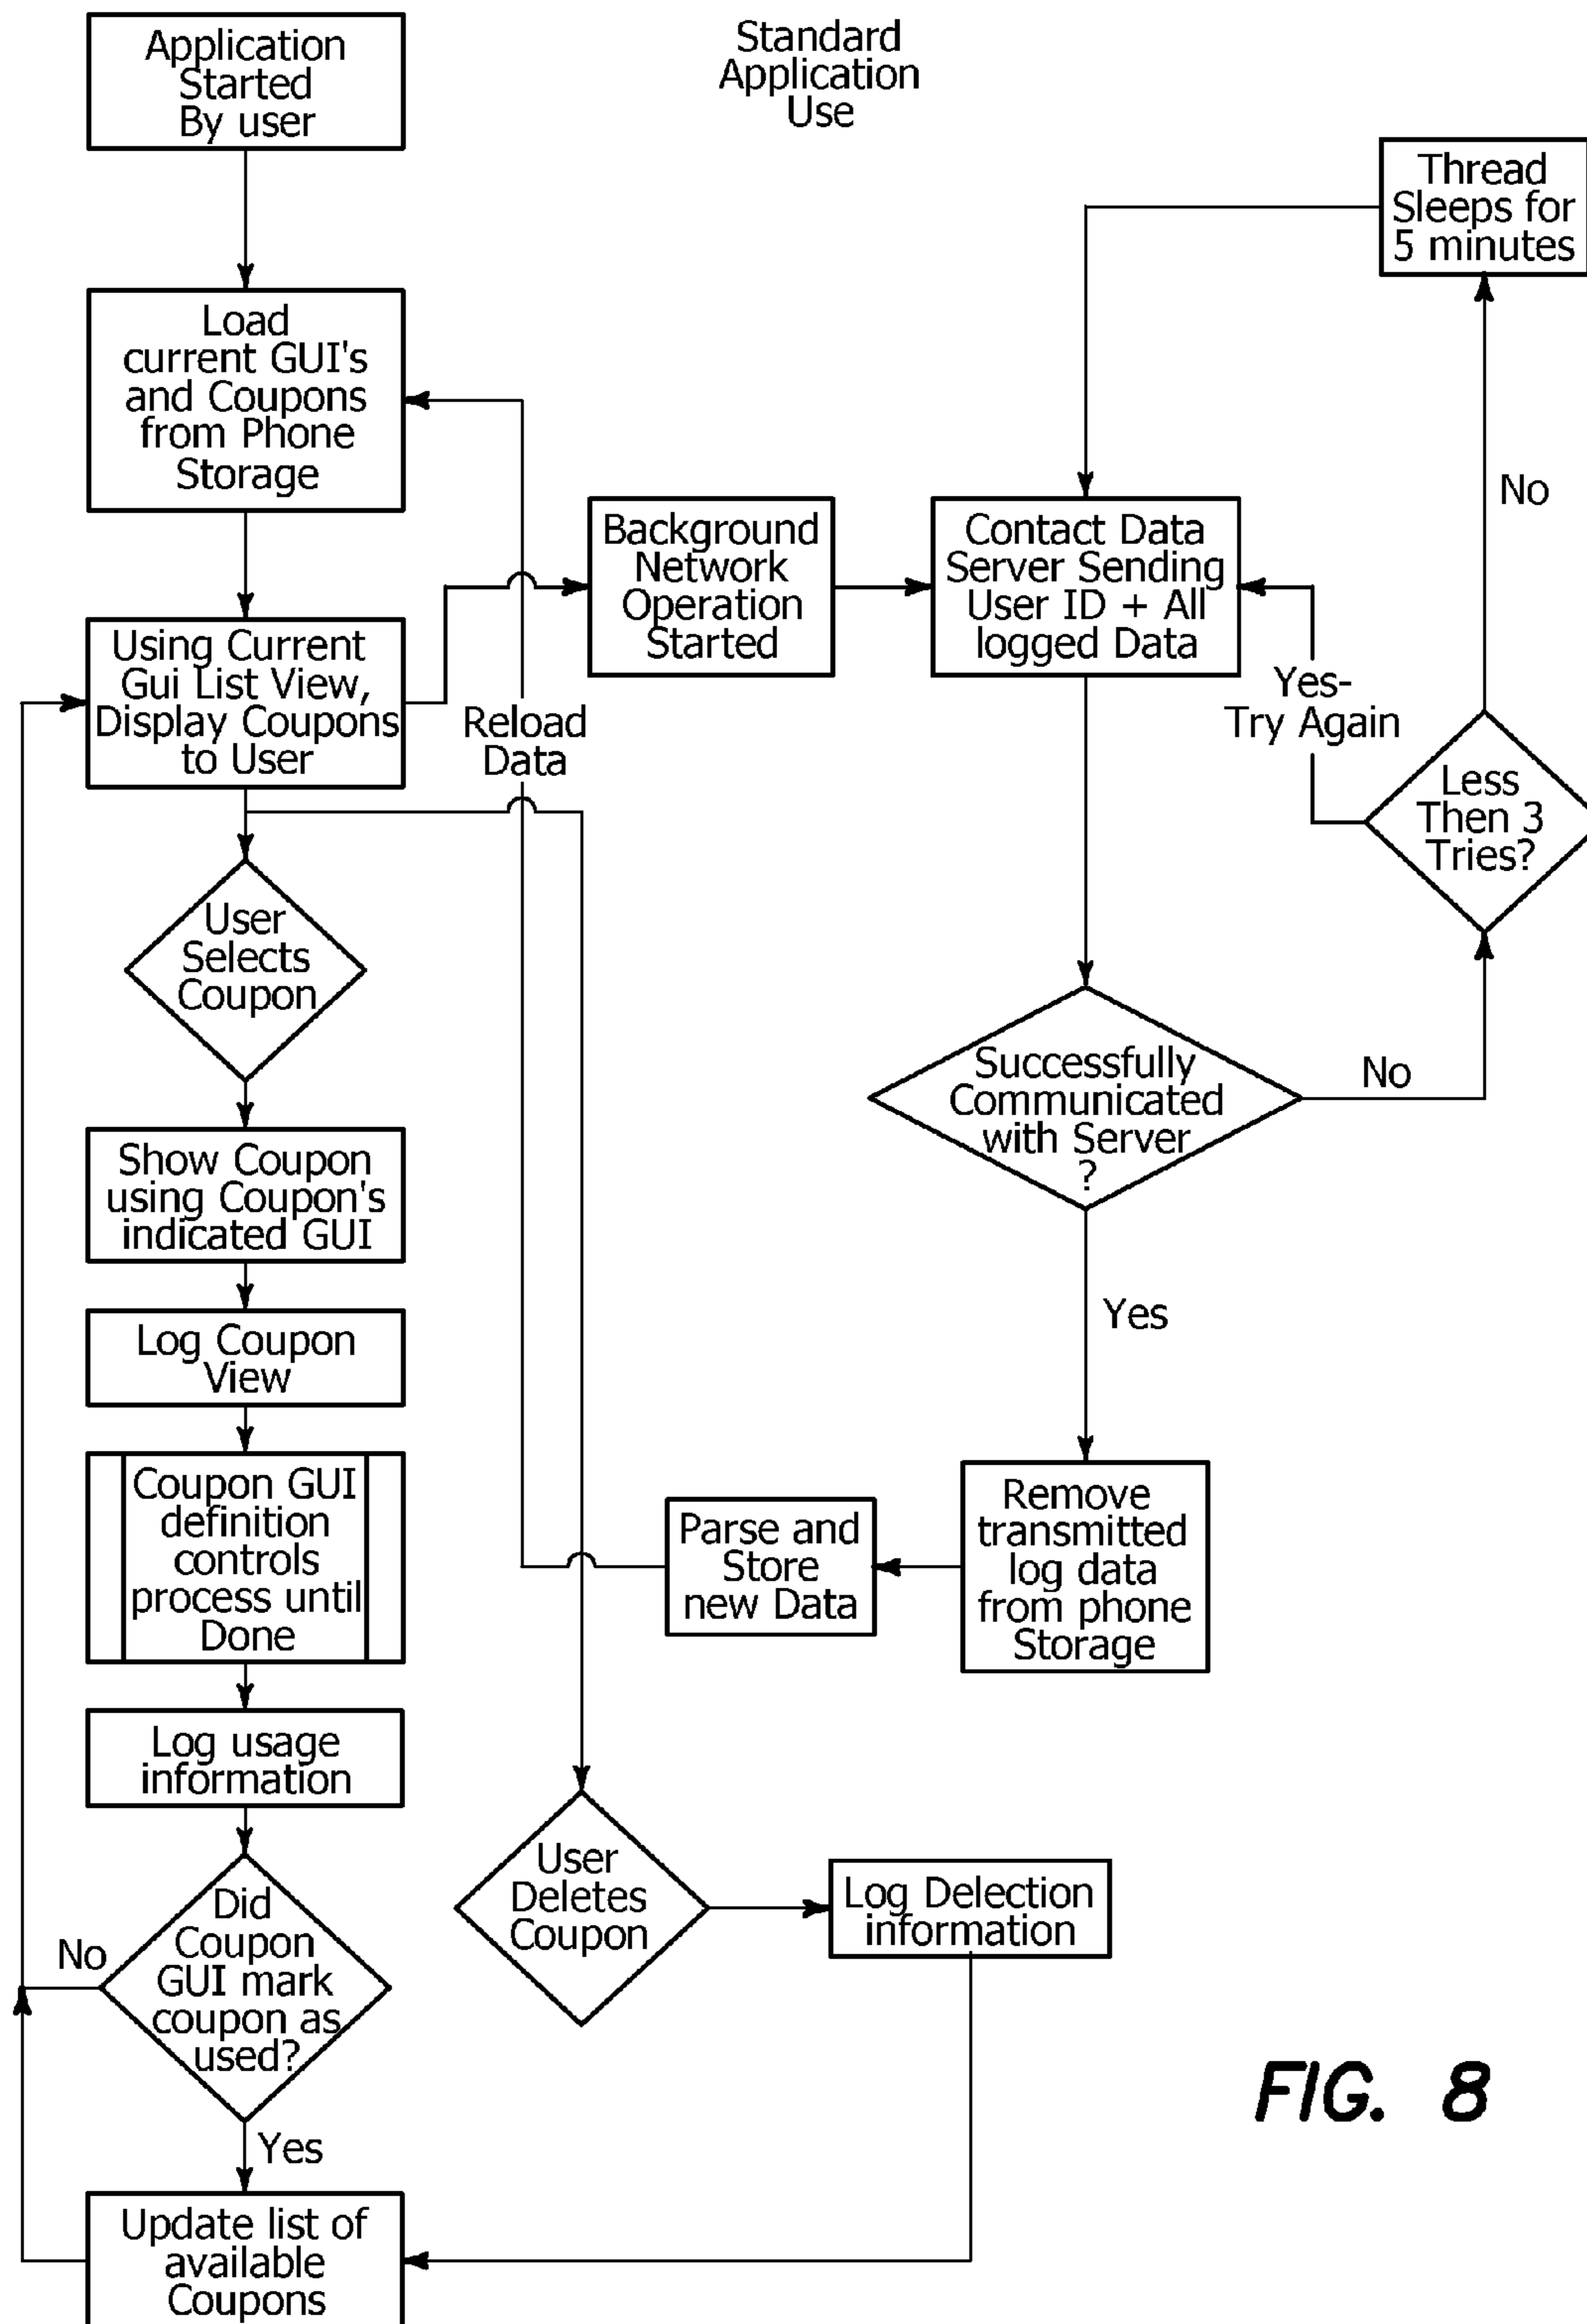 Application
Started
By user
Standard
Application
Use
Thread
Sleeps for
5 minutes
Load
current GUI's
and Coupons
from Phone
Storage
No
Background
Network
Operation
Started
Contact Data
Server Sending
User ID + All
logged Data
Using Current
Gui List View,
Display Coupons
to User
Reload
Data
Yes-
Try Again
Less
Then 3
Tries?
User
Selects
Coupon
Successfully
Communicated
with Server
?
No
Show Coupon
using Coupon's
indicated GUI
Yes
Log Coupon
View
Coupon GUI
definition
controls
process until
Done
Parse and
Store
new Data
Remove
transmitted
log data
from phone
Storage
Log usage
information
User
Deletes
Coupon
Log Delection
information
Did
Coupon
GUI mark
coupon as
used?
No
Yes
Update list of
available
Coupons
FIG. 8